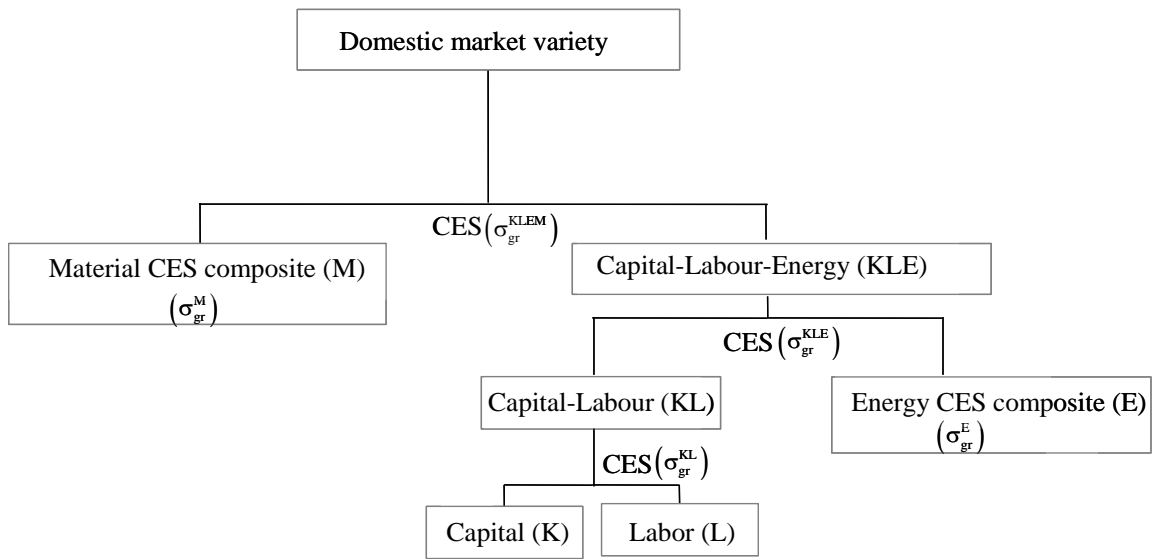 Domestic market variety
CES(σ_gr^KLEM)
Material CES composite (M)
(σ_gr^M)
Capital-Labour-Energy (KLE)
CES(σ_gr^KLE)
Capital-Labour (KL)
Energy CES composite (E)
(σ_gr^E)
CES(σ_gr^KL)
Capital (K)
Labor (L)